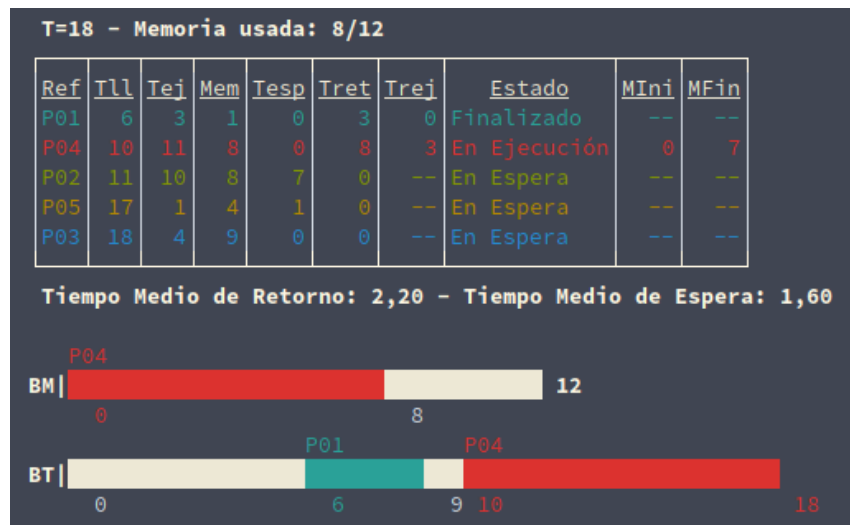 T=18 - Memoria usada: 8/12
Ref Tll Tej Mem Tesp Tret Trej Estado MIni MFin
P01 6 3 1 0 3 0 Finalizado -- --
P04 10 11 8 0 8 3 En Ejecución 0 7
P02 11 10 8 7 0 -- En Espera -- --
P05 17 1 4 1 0 -- En Espera -- --
P03 18 4 9 0 0 -- En Espera -- --
Tiempo Medio de Retorno: 2,20 - Tiempo Medio de Espera: 1,60
P04
BM| 12
0 8
P01 P04
BT|
0 6 9 10 18